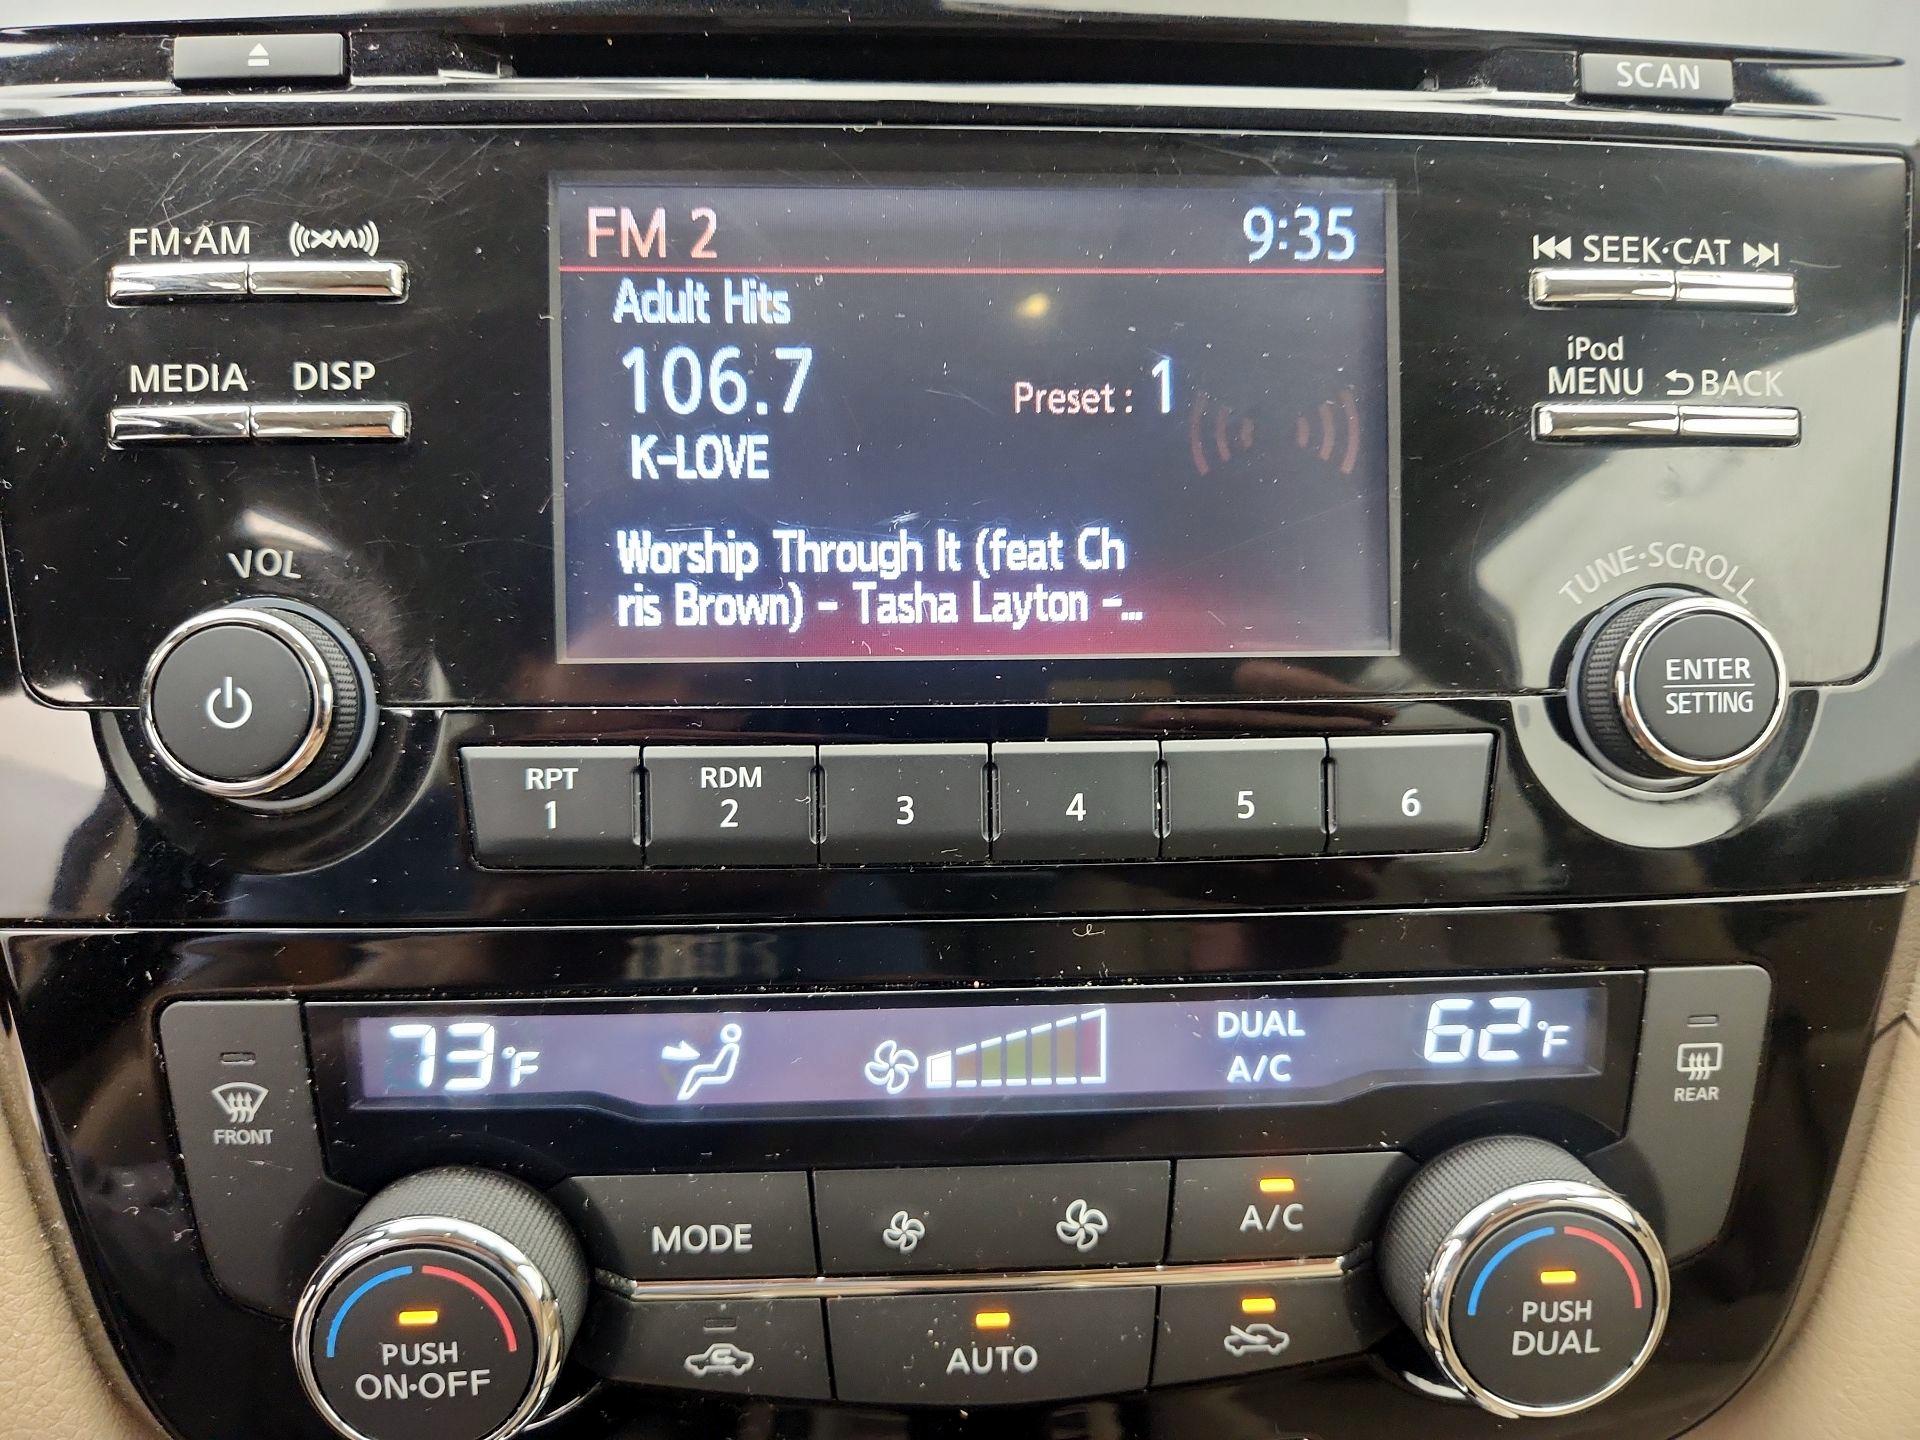 SCAN
FM·AM
XM
SEEK·CAT
MEDIA
DISP
iPod
MENU
BACK
FM 2
9:35
Adult Hits
106.7
Preset : 1
K-LOVE
Worship Through It (feat Ch
ris Brown) - Tasha Layton -...
VOL
TUNE·SCROLL
ENTER
SETTING
RPT
1
RDM
2
3
4
5
6
73°F
DUAL
A/C
62°F
FRONT
REAR
MODE
A/C
PUSH
ON·OFF
AUTO
PUSH
DUAL